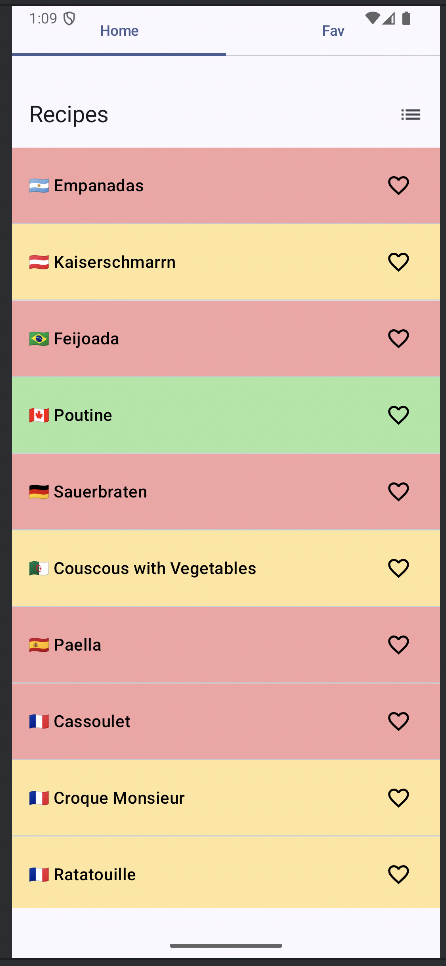 1:09
Home Fav
Recipes
Empanadas
Kaiserschmarrn
Feijoada
Poutine
Sauerbraten
Couscous with Vegetables
Paella
Cassoulet
Croque Monsieur
Ratatouille